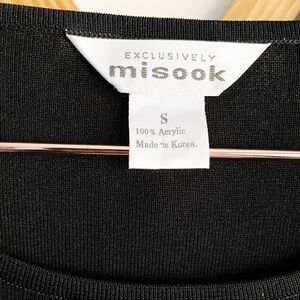 EXCLUSIVELY
misook
S
100% Acrylic
Made in Korea.